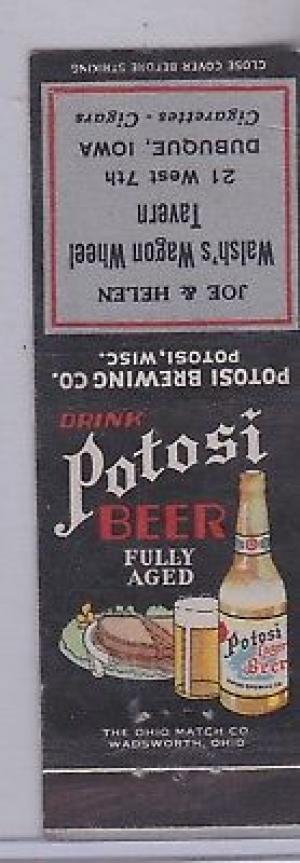 JOE & HELEN
Walsh's Wagon Wheel
Tavern
21 West 7th
DUBUQUE, IOWA
Cigarettes - Cigars
CLOSE COVER BEFORE STRIKING
POTOSI BREWING CO.
POTOSI, WISC.
DRINK
Potosi
BEER
FULLY
AGED
Potosi
Lager
Beer
THE OHIO MATCH CO
WADSWORTH, OHIO